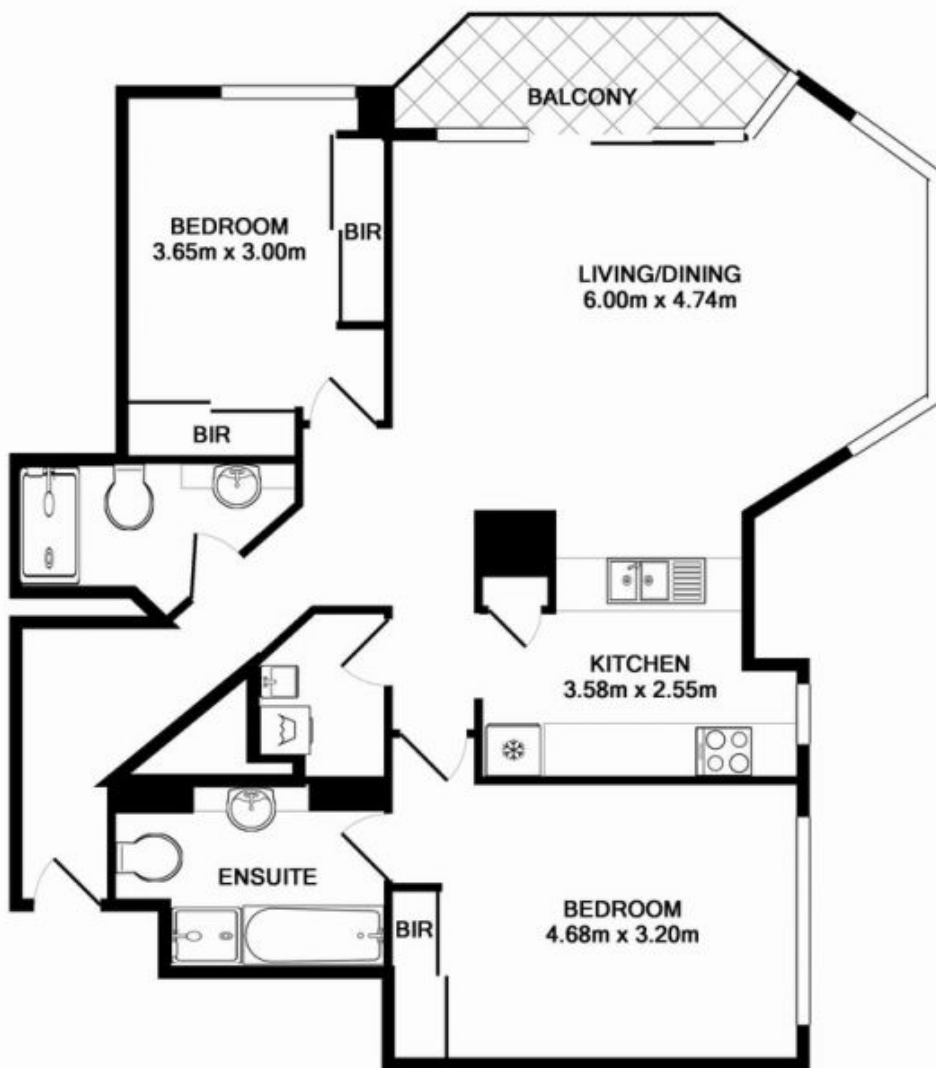 BALCONY
BEDROOM
3.65m x 3.00m
BIR
LIVING/DINING
6.00m x 4.74m
BIR
KITCHEN
3.58m x 2.55m
ENSUITE
BEDROOM
4.68m x 3.20m
BIR